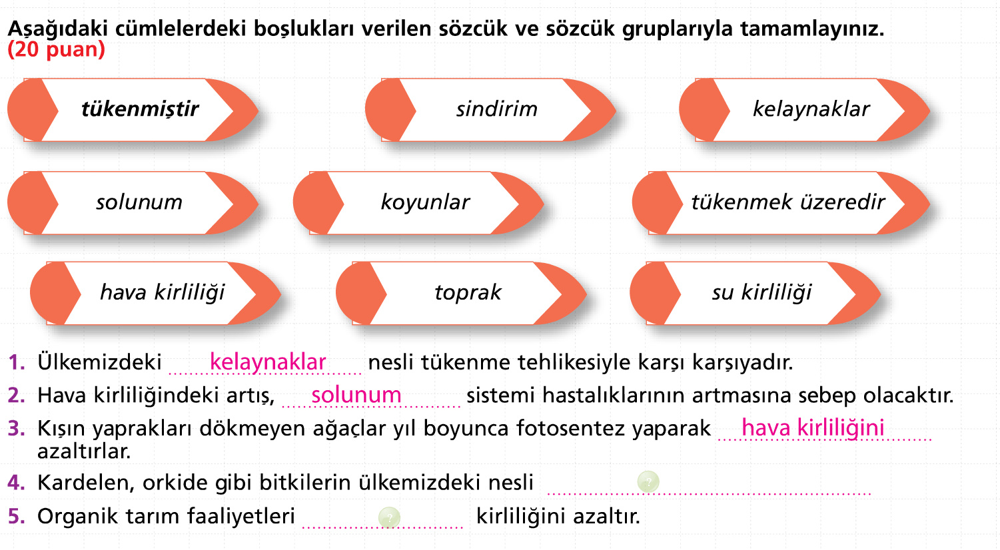 Aşağıdaki cümlelerdeki boşlukları verilen sözcük ve sözcük gruplarıyla tamamlayınız.
(20 puan)
tükenmiştir
sindirim
kelaynaklar
solunum
koyunlar
tükenmek üzeredir
hava kirliliği
toprak
su kirliliği
1. Ülkemizdeki kelaynaklar nesli tükenme tehlikesiyle karşı karşıyadır.
2. Hava kirliliğindeki artış, solunum sistemi hastalıklarının artmasına sebep olacaktır.
3. Kışın yaprakları dökmeyen ağaçlar yıl boyunca fotosentez yaparak hava kirliliğini
azaltırlar.
4. Kardelen, orkide gibi bitkilerin ülkemizdeki nesli ?
5. Organik tarım faaliyetleri ? kirliliğini azaltır.